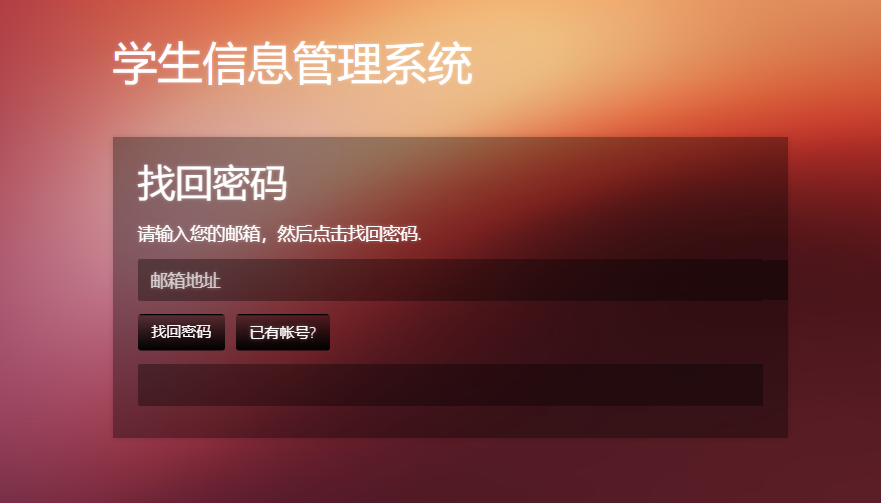 学生信息管理系统
找回密码
请输入您的邮箱，然后点击找回密码.
邮箱地址
找回密码 已有帐号?